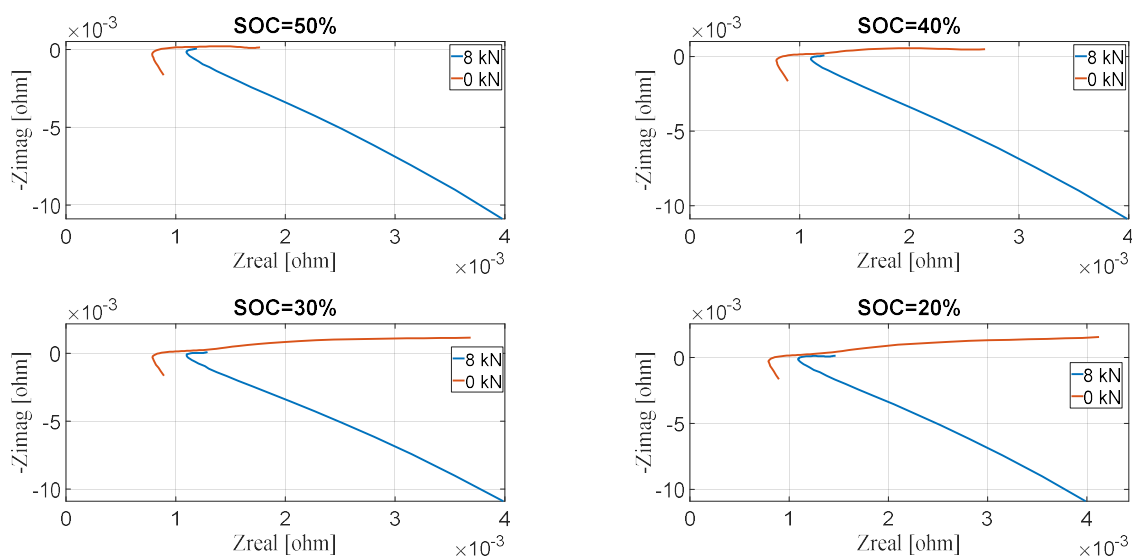 SOC=50%
×10⁻³
0
-5
-10
-Zimag [ohm]
8 kN
0 kN
0 1 2 3 4
Zreal [ohm]
×10⁻³
SOC=40%
×10⁻³
0
-5
-10
-Zimag [ohm]
8 kN
0 kN
0 1 2 3 4
Zreal [ohm]
×10⁻³
SOC=30%
×10⁻³
0
-5
-10
-Zimag [ohm]
8 kN
0 kN
0 1 2 3 4
Zreal [ohm]
×10⁻³
SOC=20%
×10⁻³
0
-5
-10
-Zimag [ohm]
8 kN
0 kN
0 1 2 3 4
Zreal [ohm]
×10⁻³